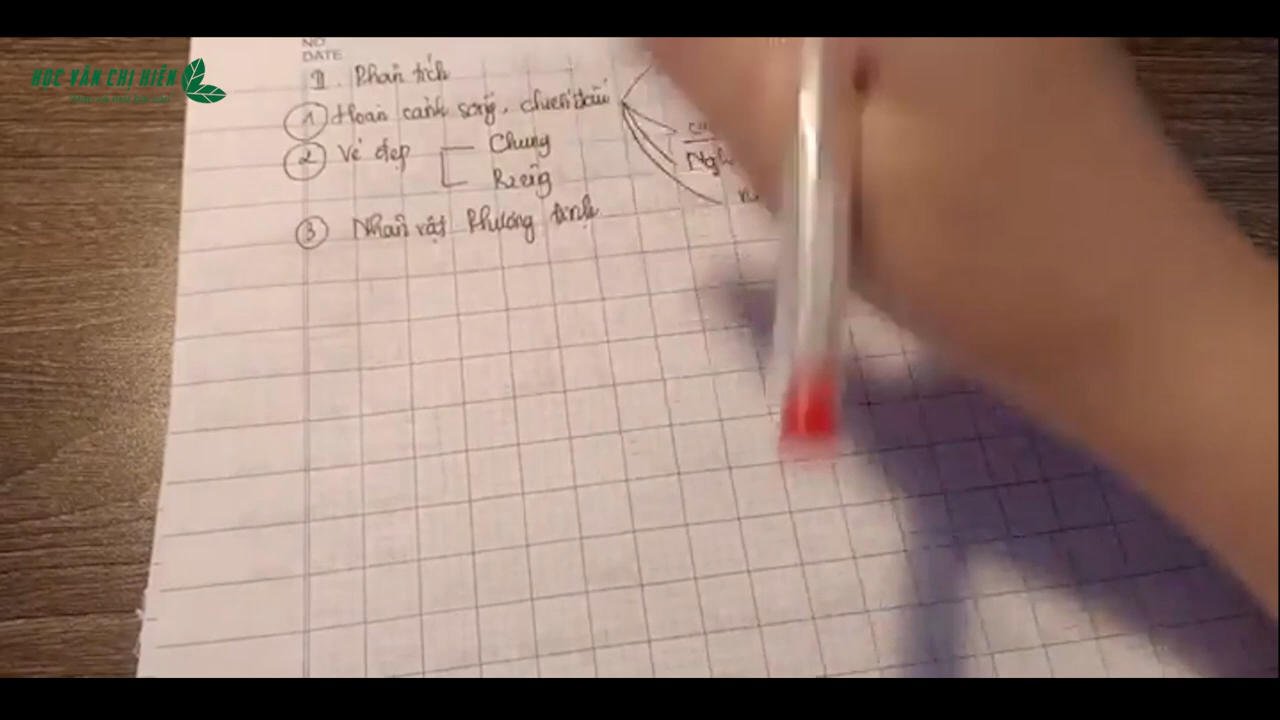 HỌC VĂN CHỊ HIÊN
NO
DATE
II. Phân tích
① Hoàn cảnh sống, chiến đấu
② Vẻ đẹp
Chung
Riêng
③ Nhân vật Phương Định